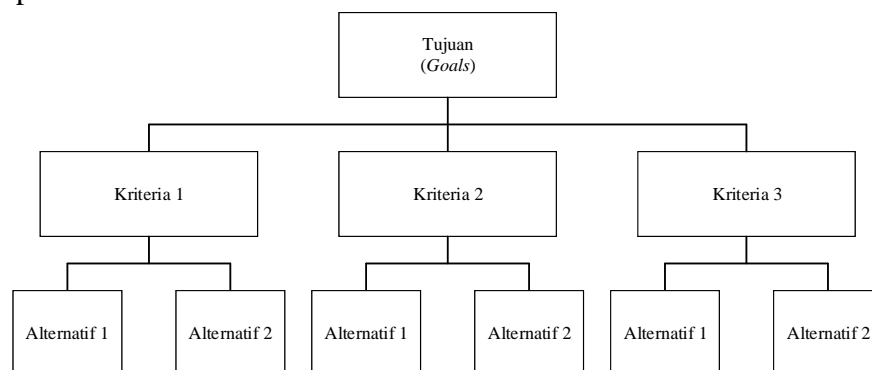 Tujuan
(Goals)
Kriteria 1
Kriteria 2
Kriteria 3
Alternatif 1
Alternatif 2
Alternatif 1
Alternatif 2
Alternatif 1
Alternatif 2